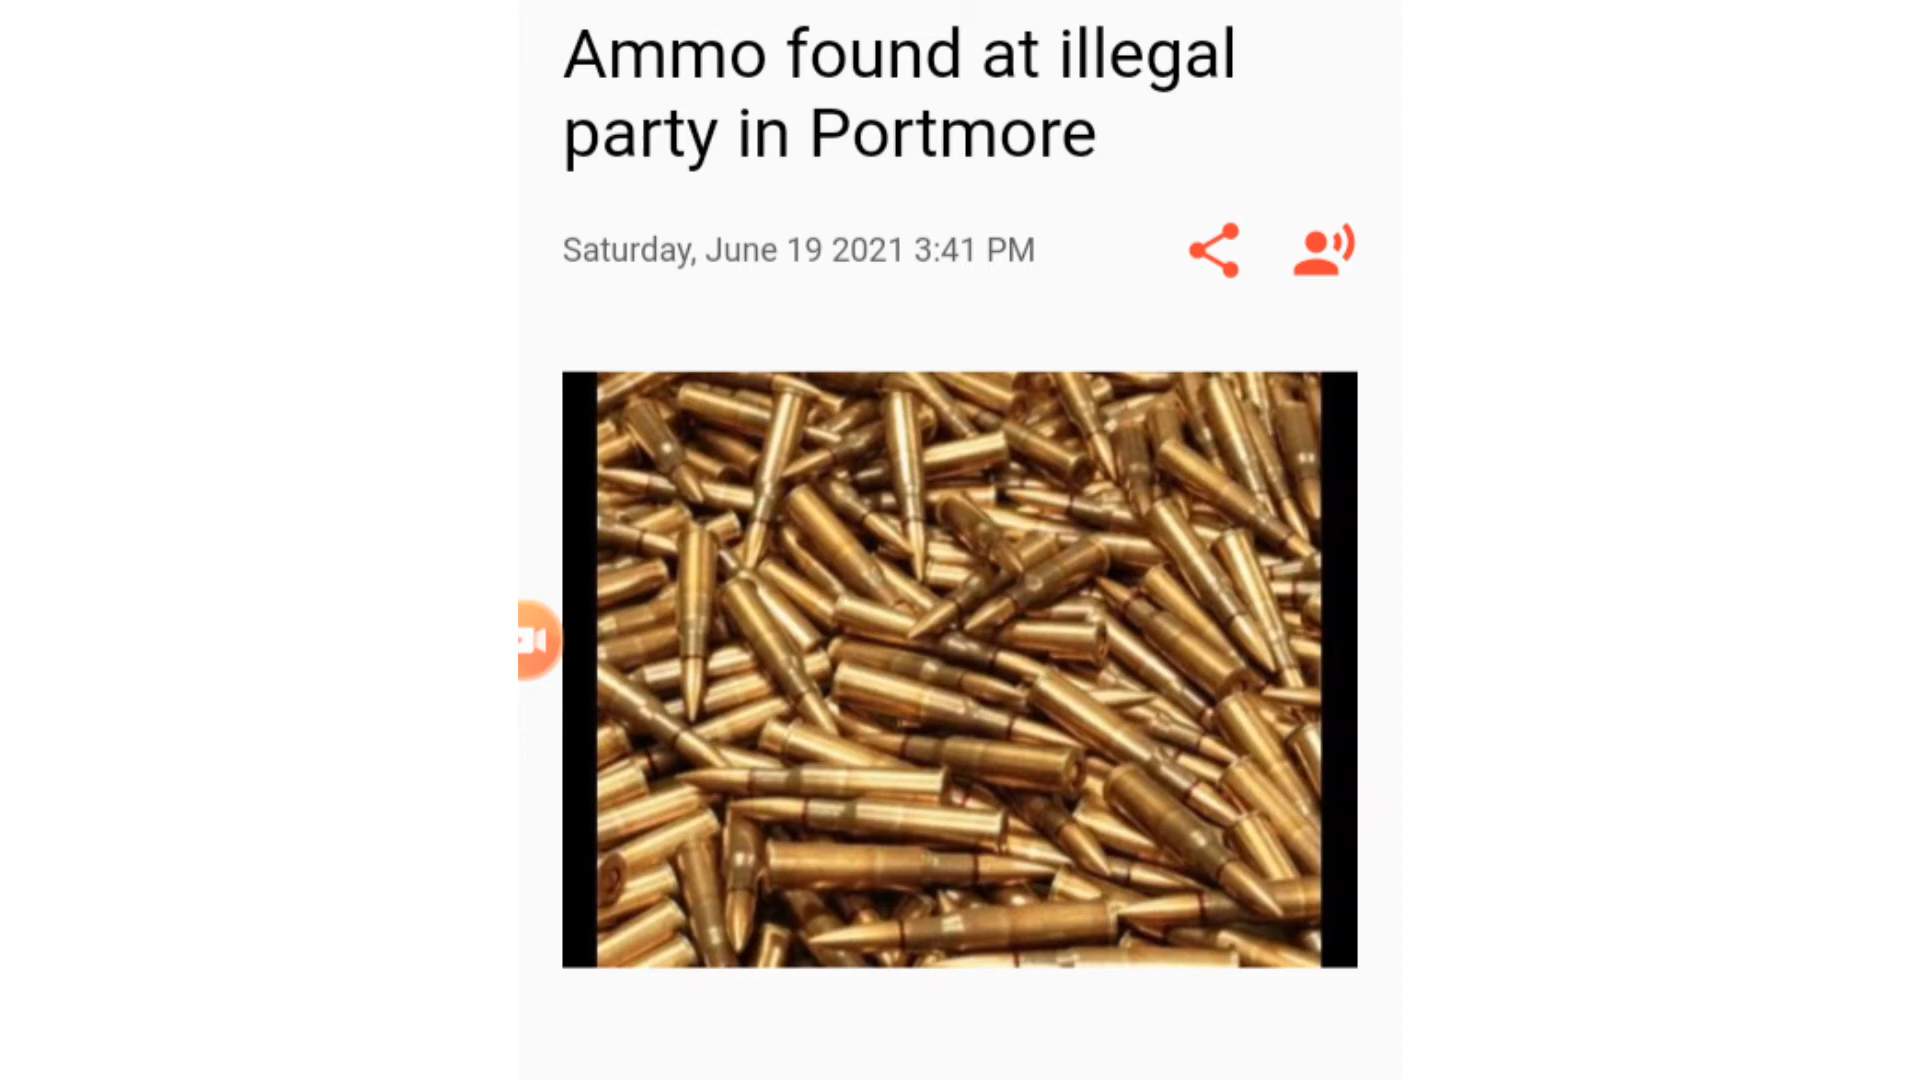 Ammo found at illegal
party in Portmore
Saturday, June 19 2021 3:41 PM